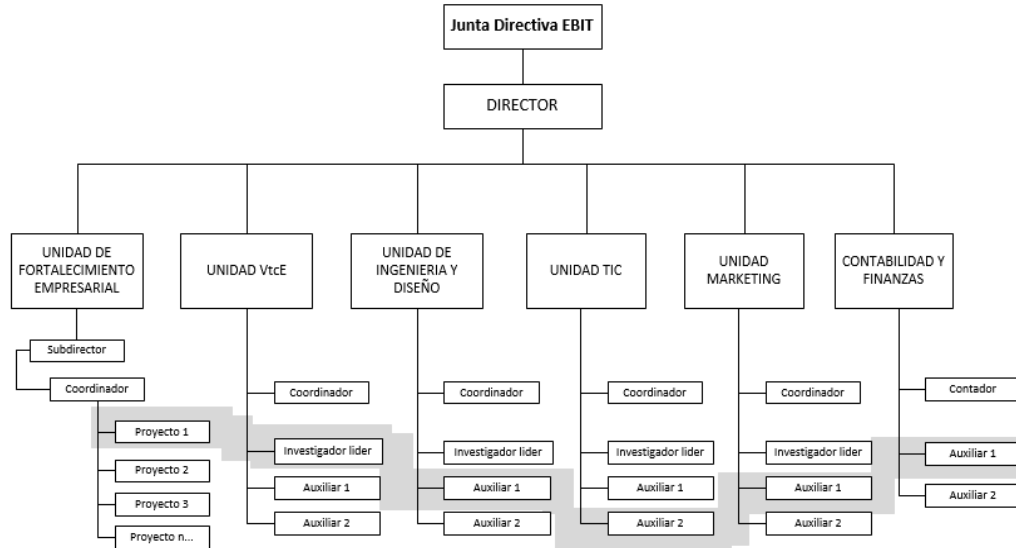 Junta Directiva EBIT
DIRECTOR
UNIDAD DE
FORTALECIMIENTO
EMPRESARIAL
UNIDAD VtcE
UNIDAD DE
INGENIERIA Y
DISEÑO
UNIDAD TIC
UNIDAD
MARKETING
CONTABILIDAD Y
FINANZAS
Subdirector
Coordinador
Proyecto 1
Proyecto 2
Proyecto 3
Proyecto n...
Coordinador
Investigador lider
Auxiliar 1
Auxiliar 2
Coordinador
Investigador lider
Auxiliar 1
Auxiliar 2
Coordinador
Investigador lider
Auxiliar 1
Auxiliar 2
Coordinador
Investigador lider
Auxiliar 1
Auxiliar 2
Contador
Auxiliar 1
Auxiliar 2